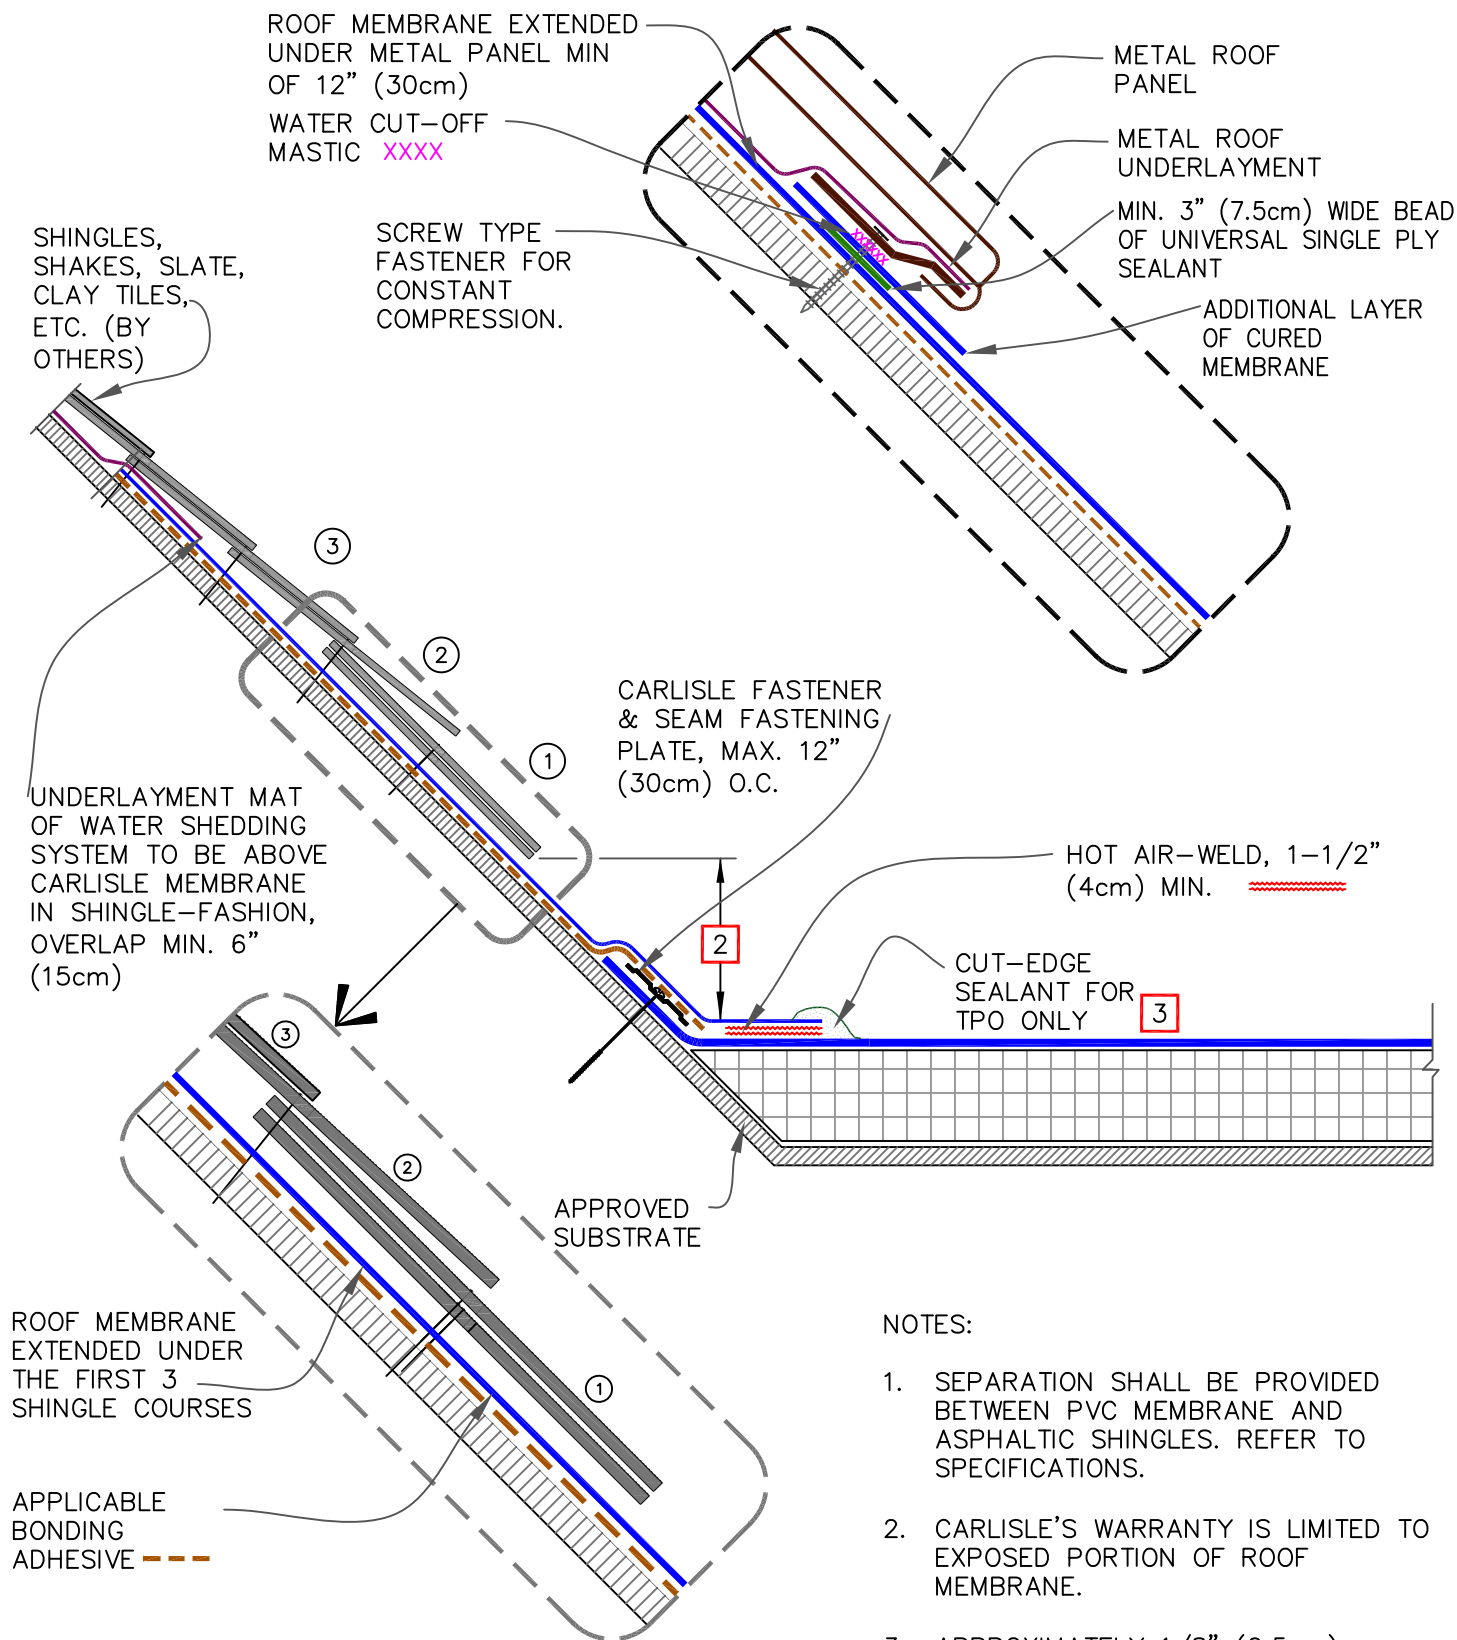 ROOF MEMBRANE EXTENDED
UNDER METAL PANEL MIN
OF 12" (30cm)
WATER CUT-OFF
MASTIC XXXX
METAL ROOF
PANEL
METAL ROOF
UNDERLAYMENT
MIN. 3" (7.5cm) WIDE BEAD
OF UNIVERSAL SINGLE PLY
SEALANT
ADDITIONAL LAYER
OF CURED
MEMBRANE
XXXXX
SCREW TYPE
FASTENER FOR
CONSTANT
COMPRESSION.
SHINGLES,
SHAKES, SLATE,
CLAY TILES,
ETC. (BY
OTHERS)
3
2
1
CARLISLE FASTENER
& SEAM FASTENING
PLATE, MAX. 12"
(30cm) O.C.
UNDERLAYMENT MAT
OF WATER SHEDDING
SYSTEM TO BE ABOVE
CARLISLE MEMBRANE
IN SHINGLE-FASHION,
OVERLAP MIN. 6"
(15cm)
HOT AIR-WELD, 1-1/2"
(4cm) MIN.
2
CUT-EDGE
SEALANT FOR
TPO ONLY
3
APPROVED
SUBSTRATE
3
2
1
ROOF MEMBRANE
EXTENDED UNDER
THE FIRST 3
SHINGLE COURSES
APPLICABLE
BONDING
ADHESIVE
NOTES:
1. SEPARATION SHALL BE PROVIDED
BETWEEN PVC MEMBRANE AND
ASPHALTIC SHINGLES. REFER TO
SPECIFICATIONS.
2. CARLISLE'S WARRANTY IS LIMITED TO
EXPOSED PORTION OF ROOF
MEMBRANE.
3. APPROXIMATELY 1/8"